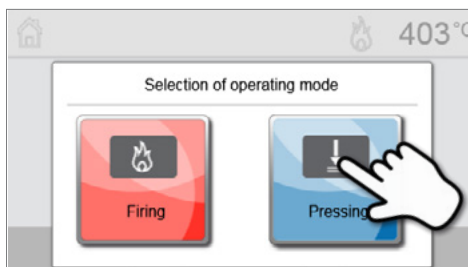 403°C
Selection of operating mode
Firing
Pressing